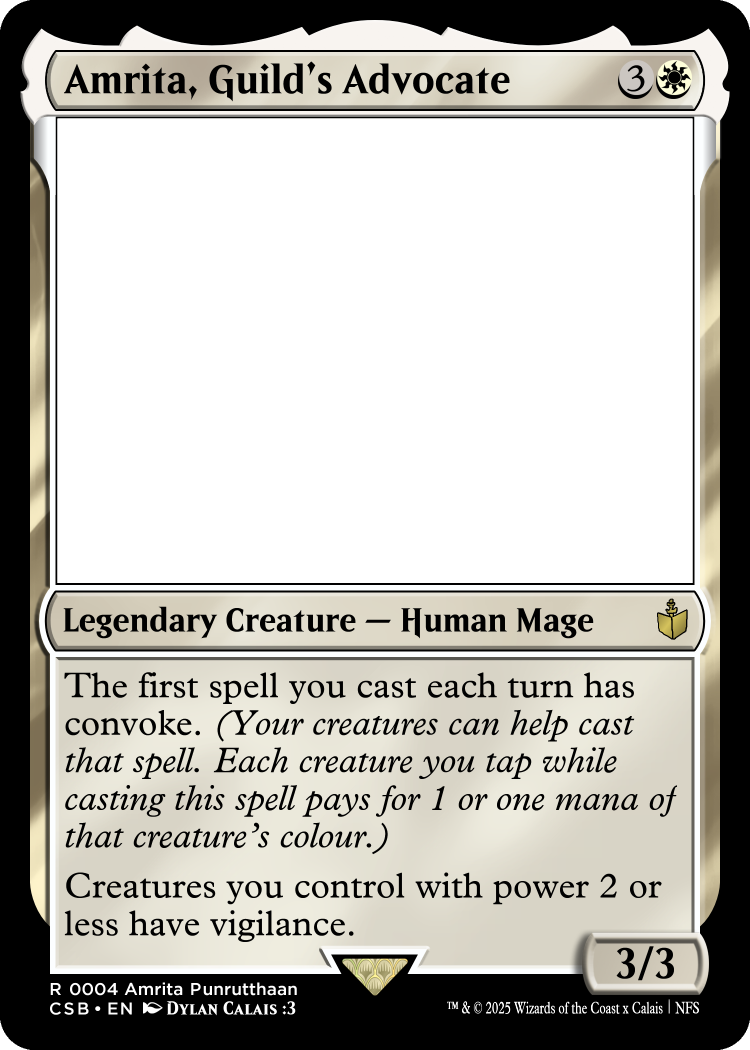 Amrita, Guild's Advocate 3
Legendary Creature — Human Mage
The first spell you cast each turn has
convoke. (Your creatures can help cast
that spell. Each creature you tap while
casting this spell pays for 1 or one mana of
that creature's colour.)
Creatures you control with power 2 or
less have vigilance.
3/3
R 0004 Amrita Punrutthaan
CSB • EN DYLAN CALAIS :3
™ & © 2025 Wizards of the Coast x Calais | NFS